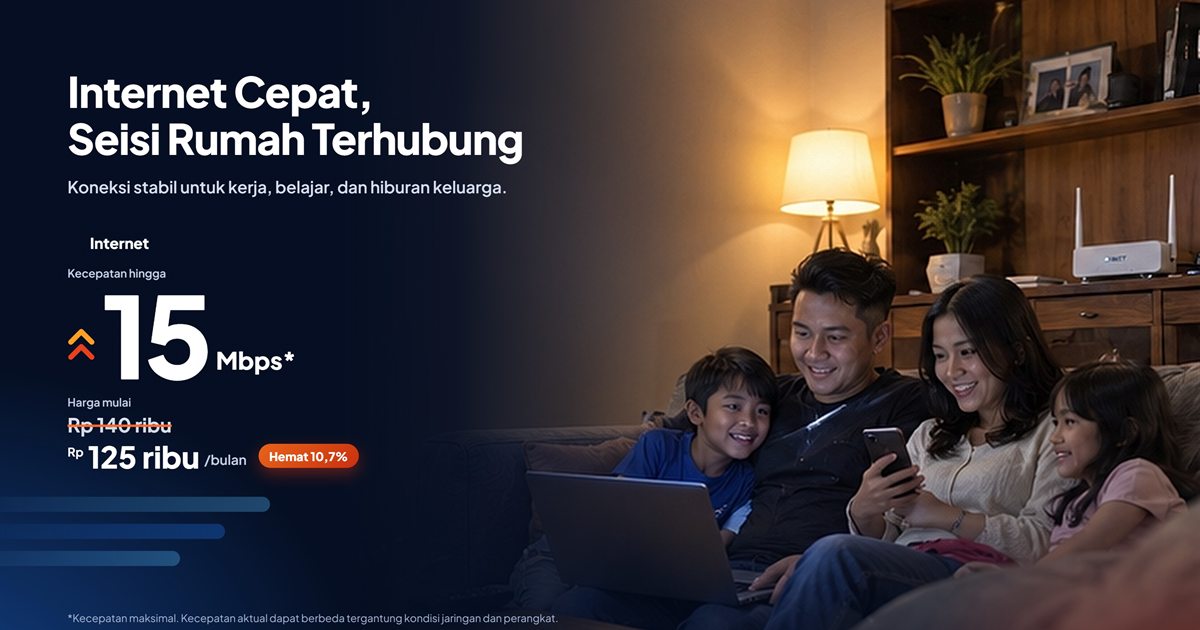 Internet Cepat,
Seisi Rumah Terhubung
Koneksi stabil untuk kerja, belajar, dan hiburan keluarga.
Internet
Kecepatan hingga
15 Mbps*
Harga mulai
Rp 140 ribu
Rp 125 ribu /bulan
Hemat 10,7%
*Kecepatan maksimal. Kecepatan aktual dapat berbeda tergantung kondisi jaringan dan perangkat.